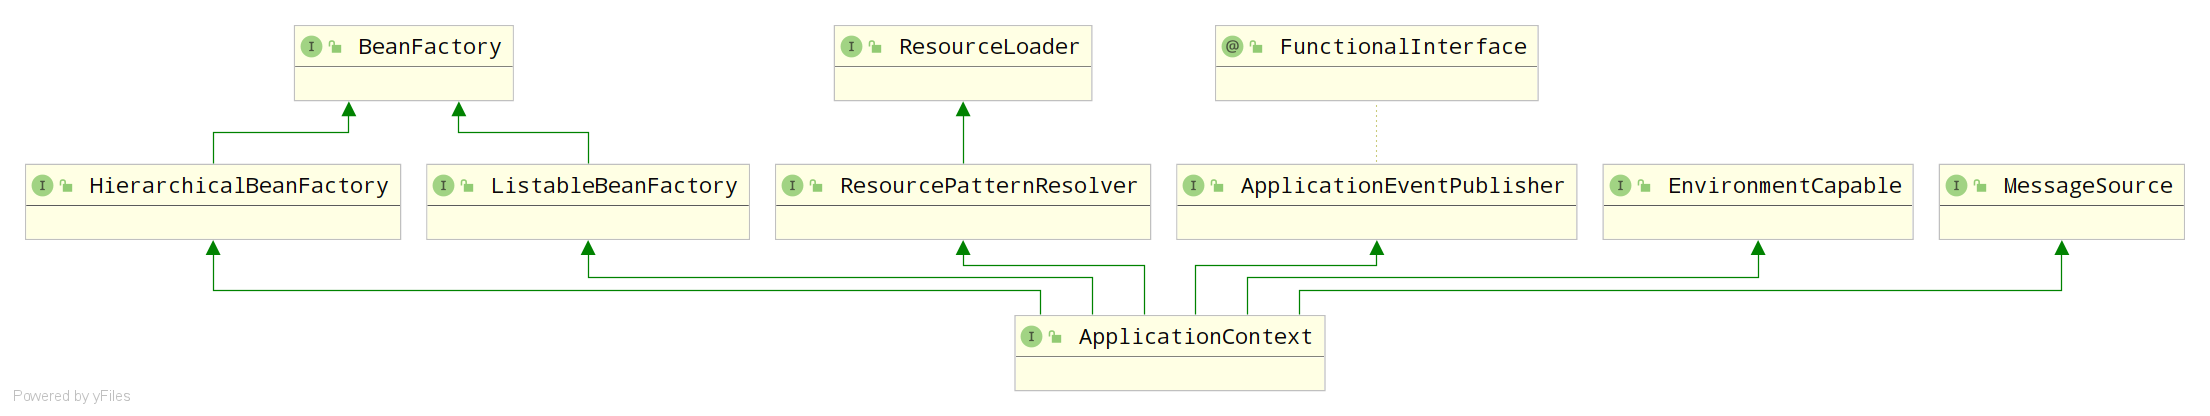 I BeanFactory
I ResourceLoader
@ FunctionalInterface
I HierarchicalBeanFactory
I ListableBeanFactory
I ResourcePatternResolver
I ApplicationEventPublisher
I EnvironmentCapable
I MessageSource
I ApplicationContext
Powered by yFiles